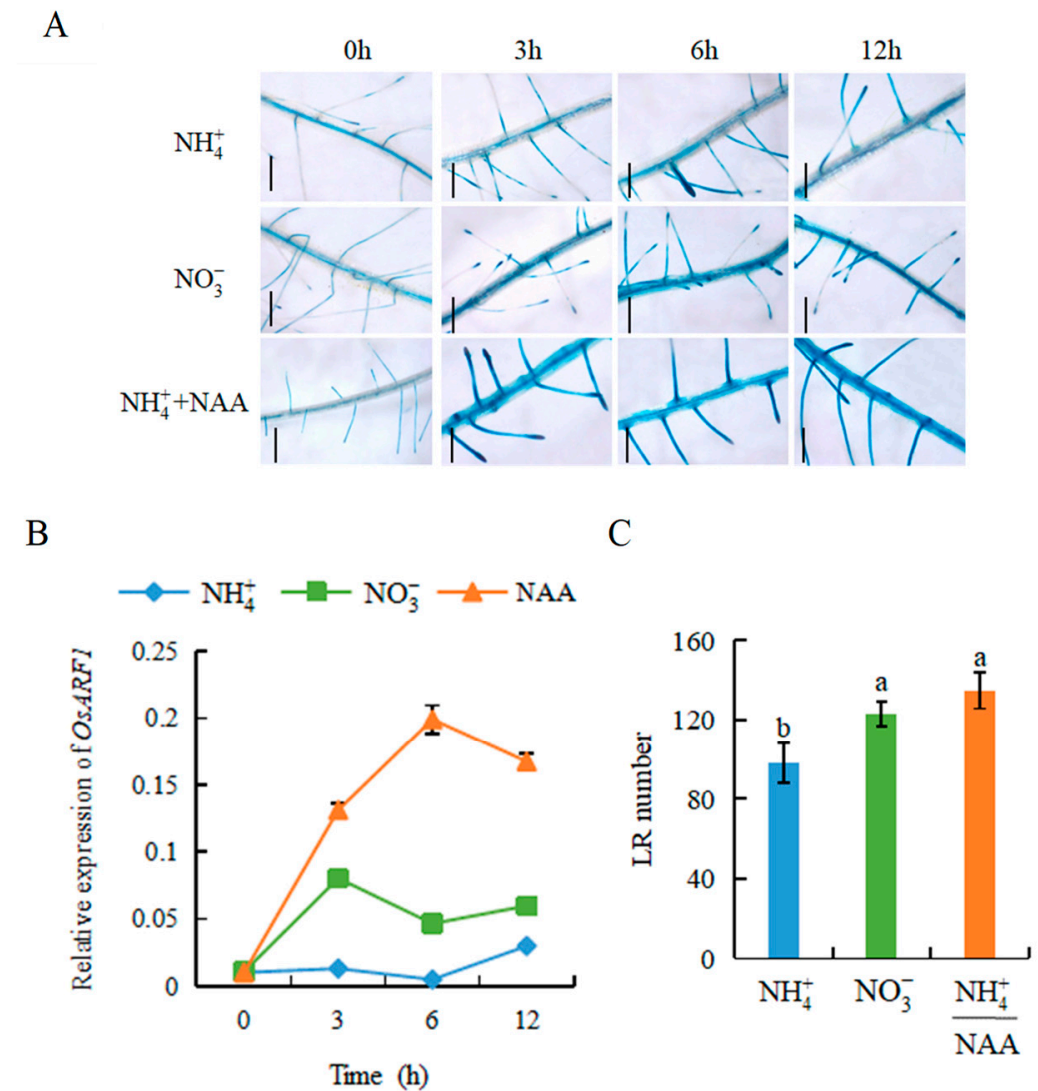 A
0h 3h 6h 12h
NH₄⁺
NO₃⁻
NH₄⁺+NAA
B
NH₄⁺ NO₃⁻ NAA
Relative expression of OsARF1
0.25
0.2
0.15
0.1
0.05
0
0 3 6 12
Time (h)
C
LR number
160
120
80
40
0
b
a
a
NH₄⁺ NO₃⁻ NH₄⁺
NAA